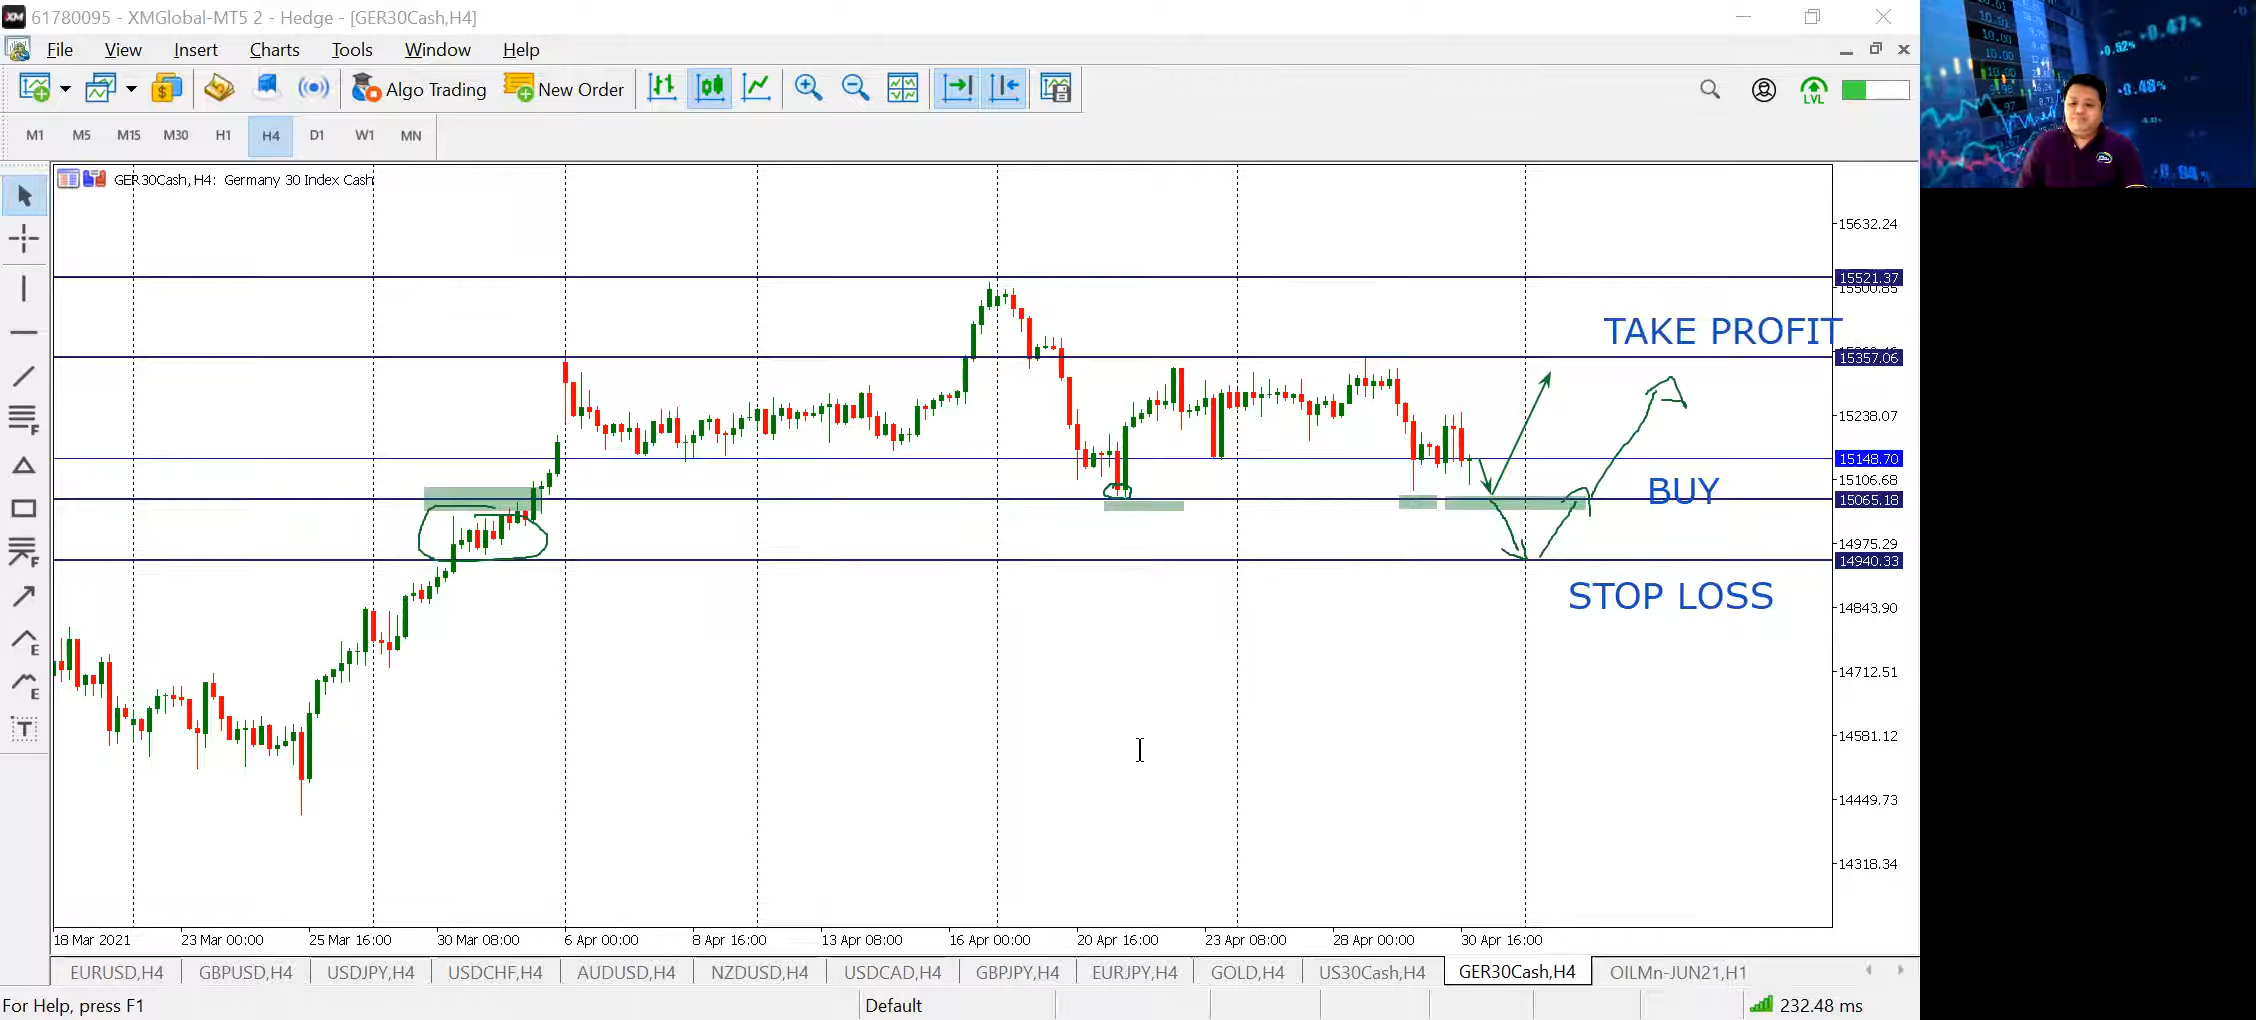 XM 61780095 - XMGlobal-MT5 2 - Hedge - [GER30Cash,H4]
File View Insert Charts Tools Window Help
Algo Trading New Order
LVL
M1 M5 M15 M30 H1 H4 D1 W1 MN
GER30Cash, H4: Germany 30 Index Cash
15632.24
15521.37
15500.85
TAKE PROFIT
15357.06
15238.07
15148.70
15106.68
BUY
15065.18
14975.29
14940.33
STOP LOSS
14843.90
14712.51
14581.12
14449.73
14318.34
18 Mar 2021 23 Mar 00:00 25 Mar 16:00 30 Mar 08:00 6 Apr 00:00 8 Apr 16:00 13 Apr 08:00 16 Apr 00:00 20 Apr 16:00 23 Apr 08:00 28 Apr 00:00 30 Apr 16:00
EURUSD,H4 GBPUSD,H4 USDJPY,H4 USDCHF,H4 AUDUSD,H4 NZDUSD,H4 USDCAD,H4 GBPJPY,H4 EURJPY,H4 GOLD,H4 US30Cash,H4 GER30Cash,H4 OILMn-JUN21,H1
For Help, press F1 Default 232.48 ms